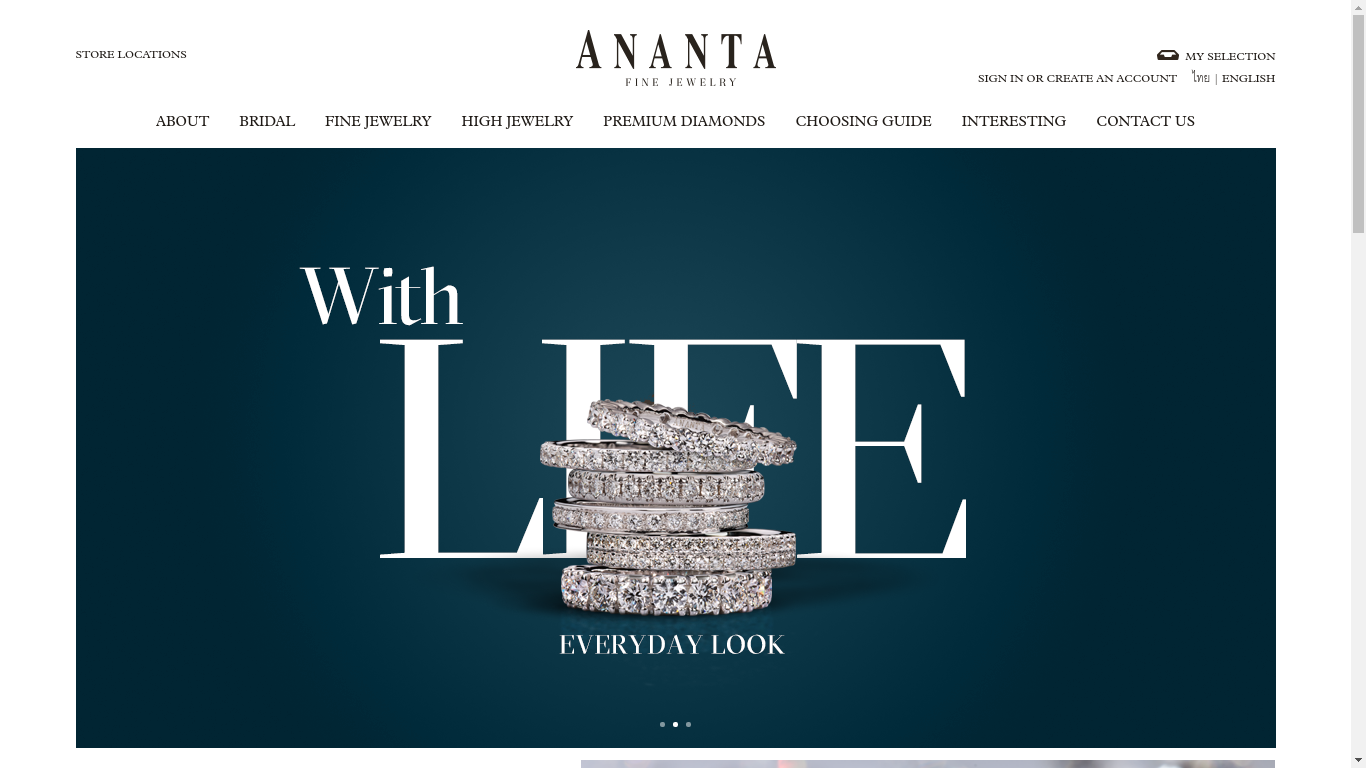 STORE LOCATIONS
ANANTA
FINE JEWELRY
MY SELECTION
SIGN IN OR CREATE AN ACCOUNT ไทย | ENGLISH
ABOUT BRIDAL FINE JEWELRY HIGH JEWELRY PREMIUM DIAMONDS CHOOSING GUIDE INTERESTING CONTACT US
With
LIFE
EVERYDAY LOOK